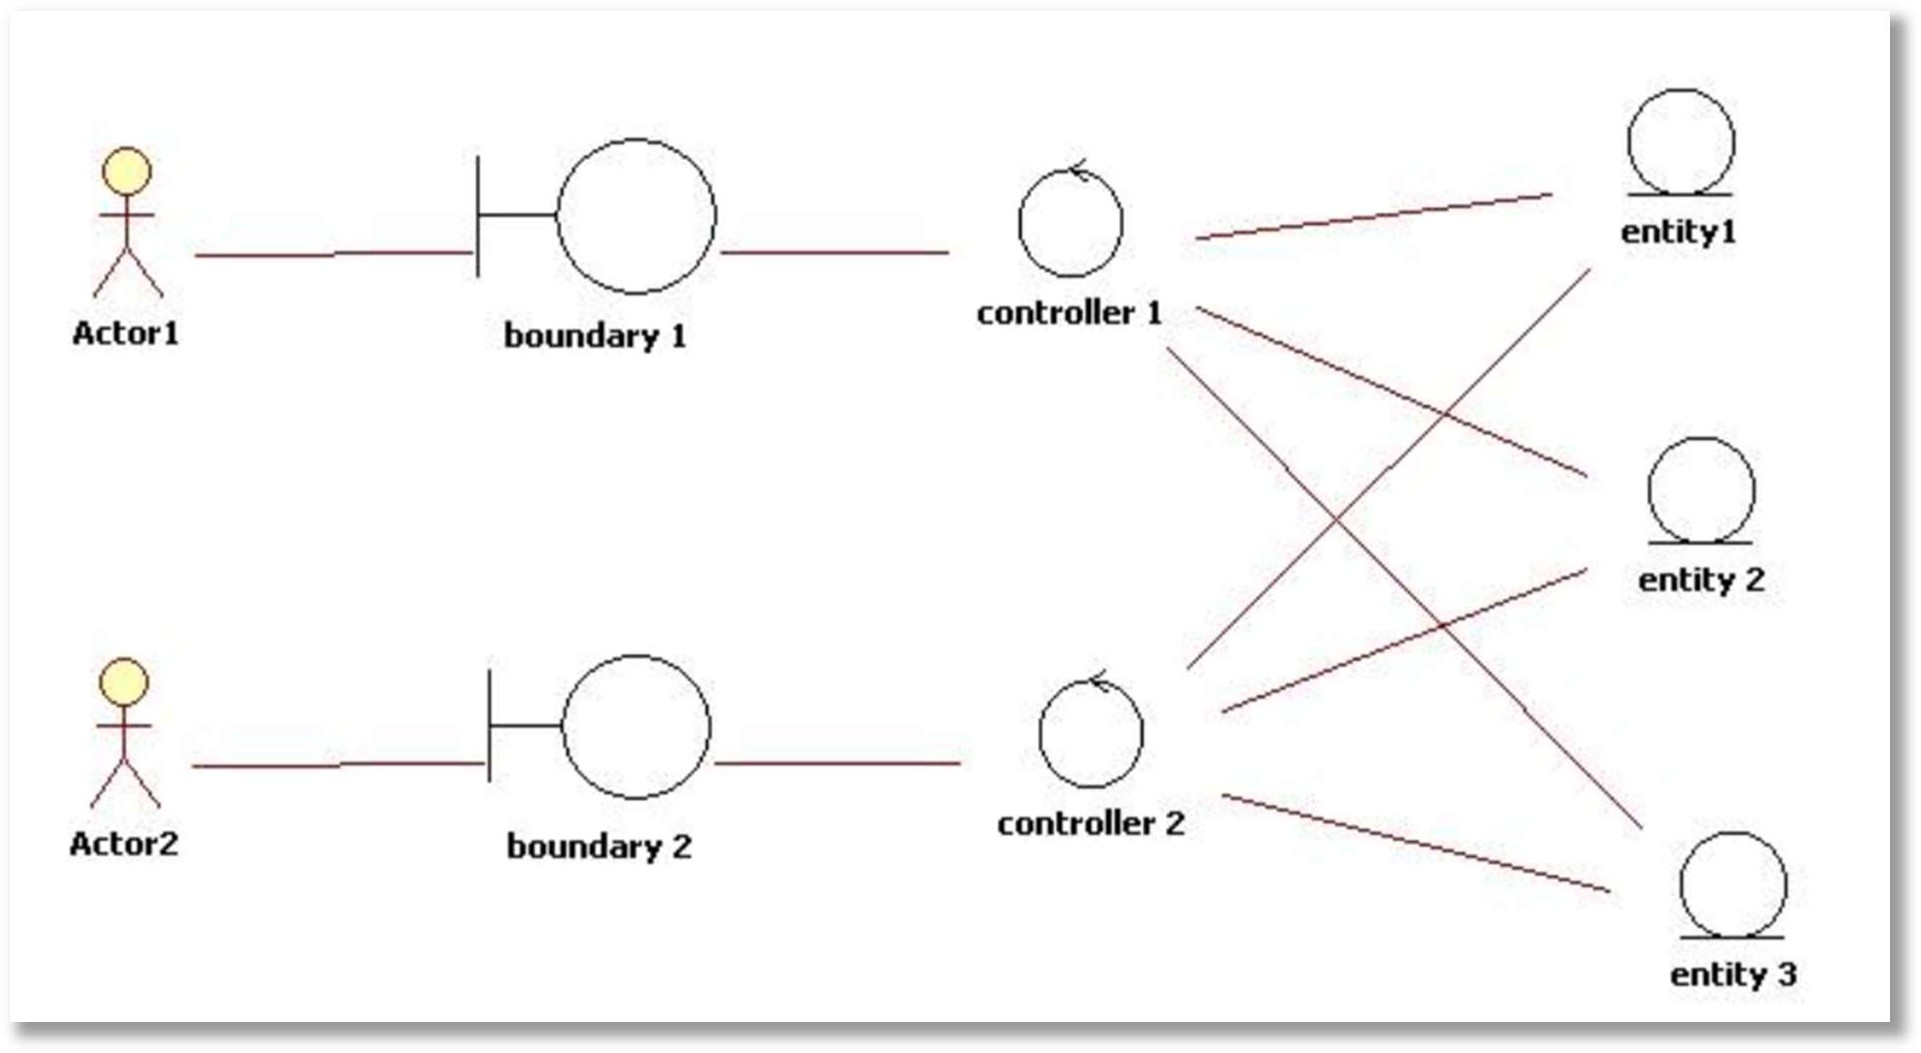 Actor1
boundary 1
controller 1
entity1
entity 2
Actor2
boundary 2
controller 2
entity 3